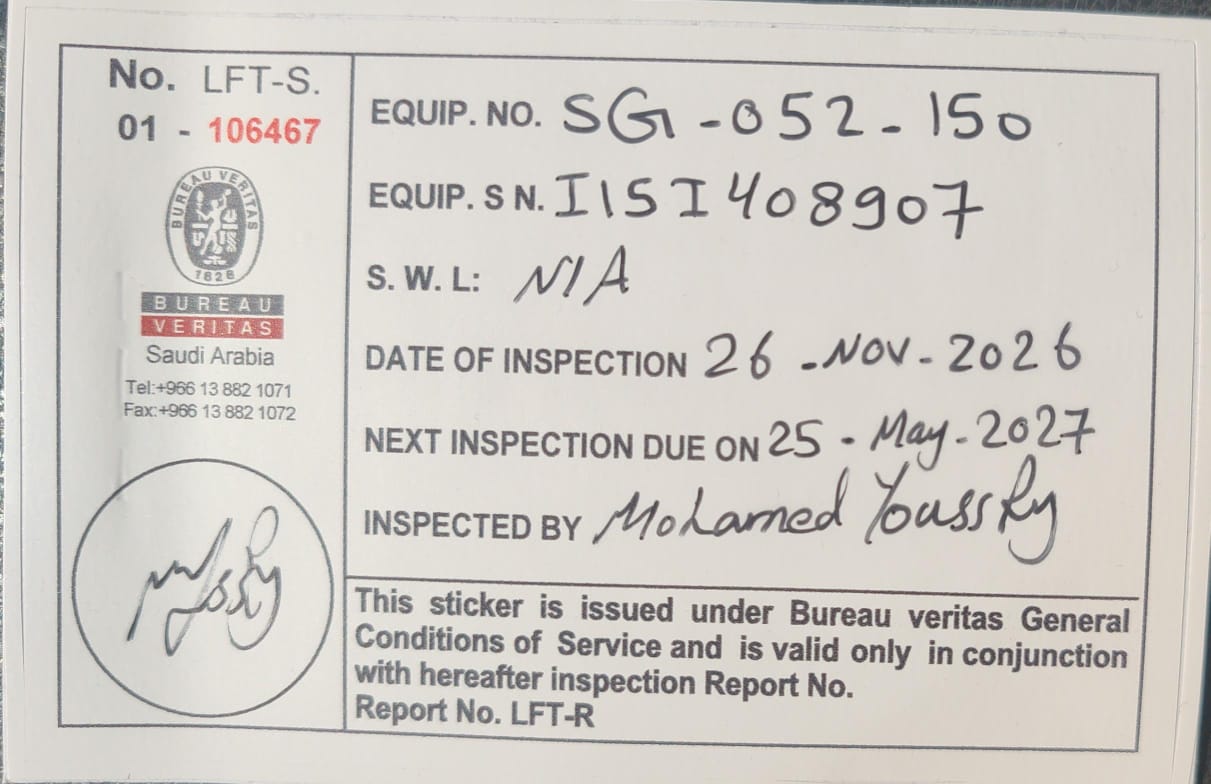 No. LFT-S.
01 - 106467
BUREAU VERITAS
1828
BUREAU
VERITAS
Saudi Arabia
Tel:+966 13 882 1071
Fax:+966 13 882 1072
EQUIP. NO. SG-052-150
EQUIP. S N. I15I408907
S. W. L: N/A
DATE OF INSPECTION 26-NOV-2026
NEXT INSPECTION DUE ON 25-May-2027
INSPECTED BY Mohamed Youssry
This sticker is issued under Bureau veritas General
Conditions of Service and is valid only in conjunction
with hereafter inspection Report No.
Report No. LFT-R